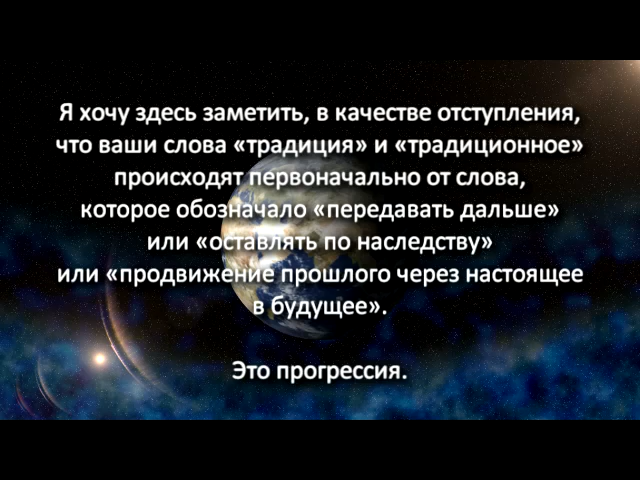 Я хочу здесь заметить, в качестве отступления,
что ваши слова «традиция» и «традиционное»
происходят первоначально от слова,
которое обозначало «передавать дальше»
или «оставлять по наследству»
или «продвижение прошлого через настоящее
в будущее».
Это прогрессия.